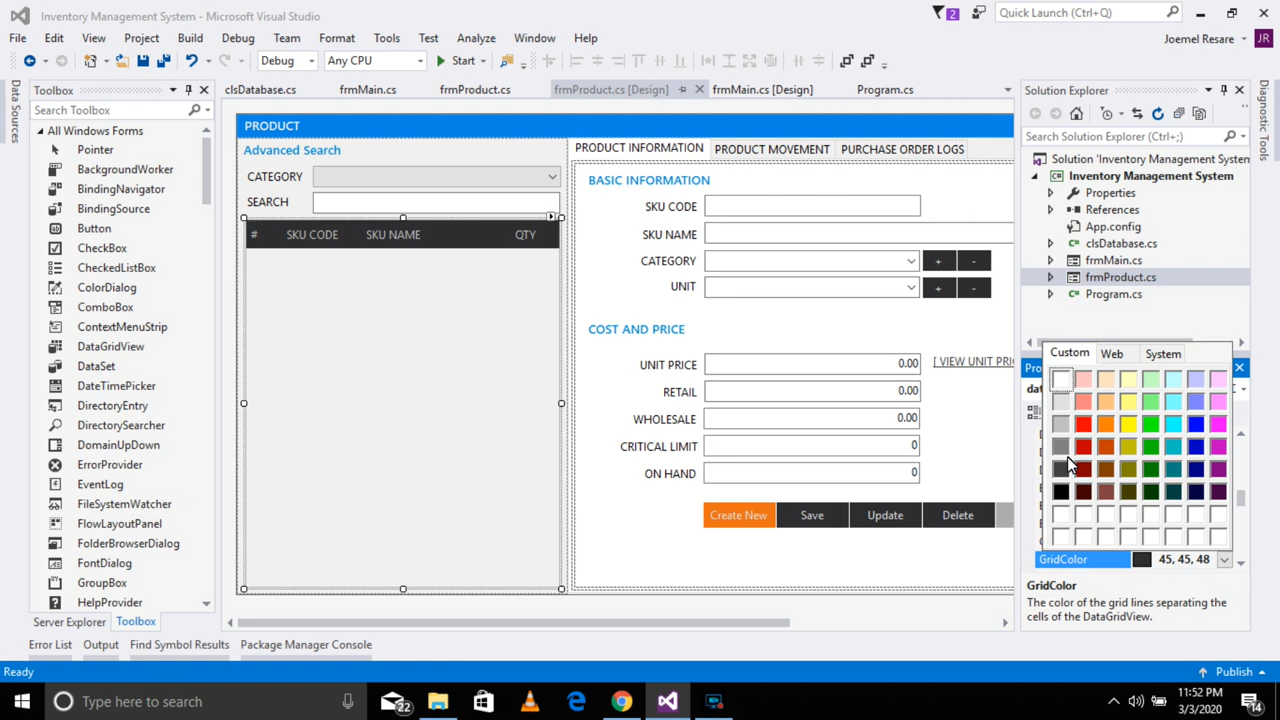 Inventory Management System - Microsoft Visual Studio
2
Quick Launch (Ctrl+Q)
File Edit View Project Build Debug Team Format Tools Test Analyze Window Help
Joemel Resare JR
Debug Any CPU Start
Data Sources
Toolbox
Search Toolbox
All Windows Forms
Pointer
BackgroundWorker
BindingNavigator
BindingSource
Button
CheckBox
CheckedListBox
ColorDialog
ComboBox
ContextMenuStrip
DataGridView
DataSet
DateTimePicker
DirectoryEntry
DirectorySearcher
DomainUpDown
ErrorProvider
EventLog
FileSystemWatcher
FlowLayoutPanel
FolderBrowserDialog
FontDialog
GroupBox
HelpProvider
Server Explorer Toolbox
clsDatabase.cs frmMain.cs frmProduct.cs frmProduct.cs [Design] frmMain.cs [Design] Program.cs
PRODUCT
Advanced Search
CATEGORY
SEARCH
# SKU CODE SKU NAME QTY
PRODUCT INFORMATION PRODUCT MOVEMENT PURCHASE ORDER LOGS
BASIC INFORMATION
SKU CODE
SKU NAME
CATEGORY + -
UNIT + -
COST AND PRICE
UNIT PRICE 0.00 [ VIEW UNIT PRI
RETAIL 0.00
WHOLESALE 0.00
CRITICAL LIMIT 0
ON HAND 0
Create New Save Update Delete
Solution Explorer
Search Solution Explorer (Ctrl+;)
Solution 'Inventory Management System
Inventory Management System
Properties
References
App.config
clsDatabase.cs
frmMain.cs
frmProduct.cs
Program.cs
Diagnostic Tools
Pro
da
Custom Web System
GridColor 45, 45, 48
GridColor
The color of the grid lines separating the
cells of the DataGridView.
Error List Output Find Symbol Results Package Manager Console
Ready
Publish
Type here to search
22
11:52 PM
3/3/2020
14